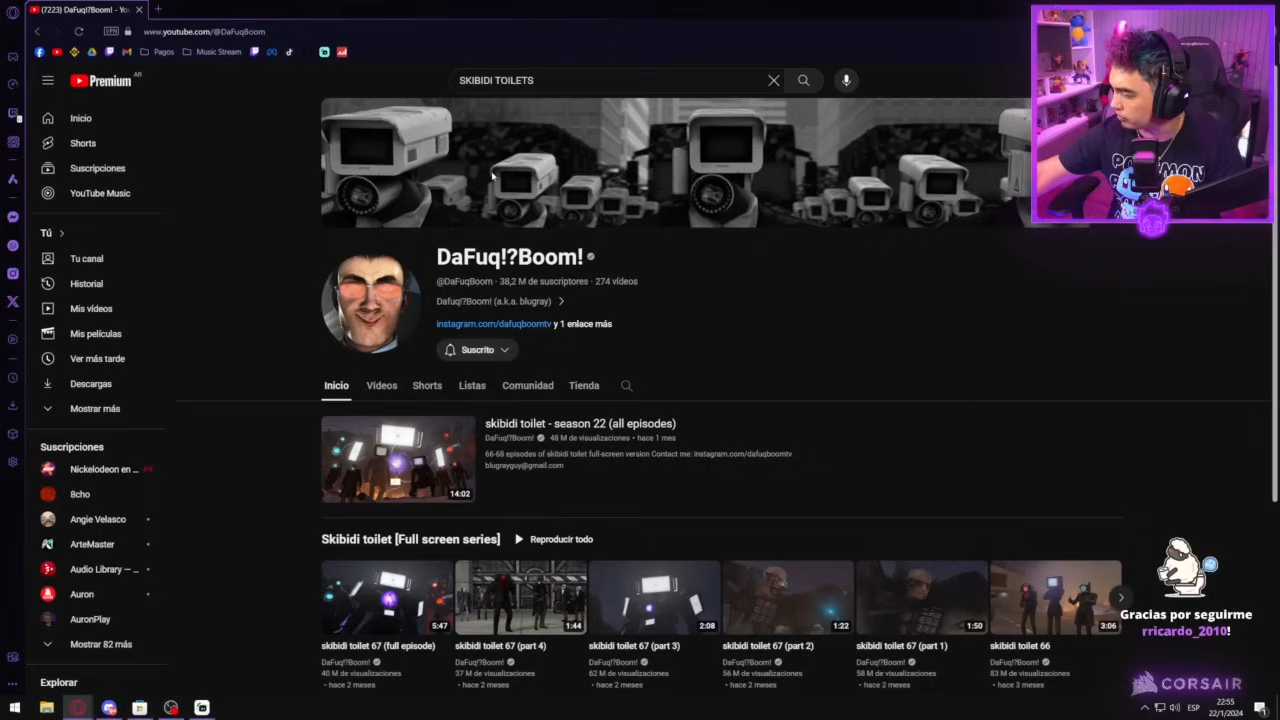 (7223) DaFuq!?Boom! - Yo
VPN
www.youtube.com/@DaFuqBoom
Pagos
Music Stream
Premium AR
SKIBIDI TOILETS
Inicio
Shorts
Suscripciones
YouTube Music
Tú
Tu canal
Historial
Mis vídeos
Mis películas
Ver más tarde
Descargas
Mostrar más
Suscripciones
Nickelodeon en ...
8cho
Angie Velasco
ArteMaster
Audio Library — ...
Auron
AuronPlay
Mostrar 82 más
Explorar
DaFuq!?Boom!
@DaFuqBoom · 38,2 M de suscriptores · 274 vídeos
Dafuq!?Boom! (a.k.a. blugray)
instagram.com/dafuqboomtv y 1 enlace más
Suscrito
Inicio
Vídeos
Shorts
Listas
Comunidad
Tienda
14:02
skibidi toilet - season 22 (all episodes)
DaFuq!?Boom! 48 M de visualizaciones · hace 1 mes
66-68 episodes of skibidi toilet full-screen version Contact me: instagram.com/dafuqboomtv
blugrayguy@gmail.com
Skibidi toilet [Full screen series]
Reproducir todo
5:47
skibidi toilet 67 (full episode)
DaFuq!?Boom!
40 M de visualizaciones
· hace 2 meses
1:44
skibidi toilet 67 (part 4)
DaFuq!?Boom!
37 M de visualizaciones
· hace 2 meses
2:08
skibidi toilet 67 (part 3)
DaFuq!?Boom!
62 M de visualizaciones
· hace 2 meses
1:22
skibidi toilet 67 (part 2)
DaFuq!?Boom!
56 M de visualizaciones
· hace 2 meses
1:50
skibidi toilet 67 (part 1)
DaFuq!?Boom!
58 M de visualizaciones
· hace 2 meses
3:06
skibidi toilet 66
DaFuq!?Boom!
83 M de visualizaciones
· hace 3 meses
Gracias por seguirme
rricardo_2010!
CORSAIR
ESP
22:55
22/1/2024